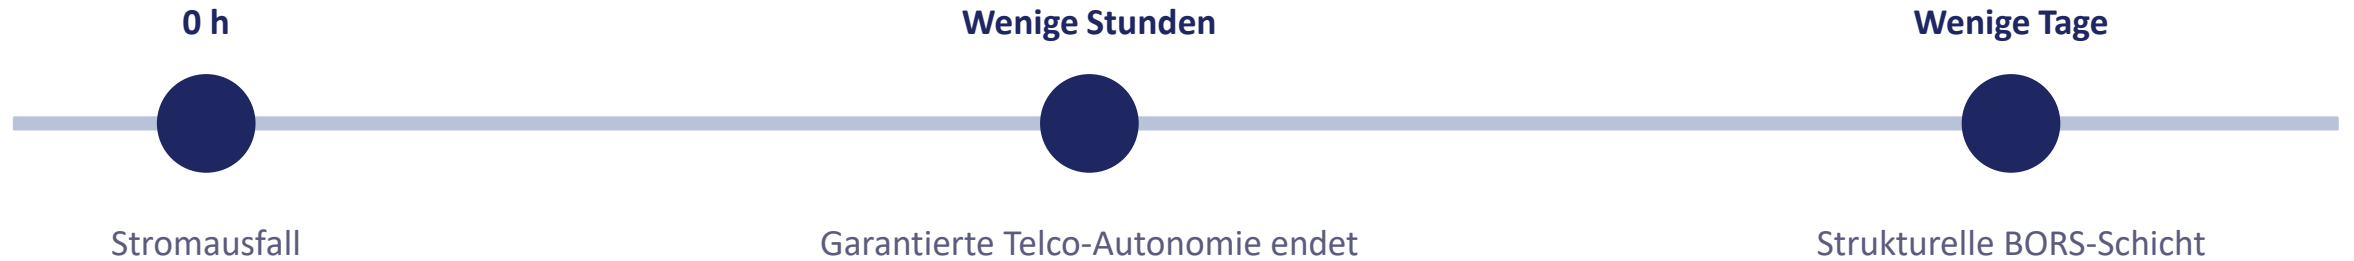 0 h
Wenige Stunden
Wenige Tage
Stromausfall
Garantierte Telco-Autonomie endet
Strukturelle BORS-Schicht